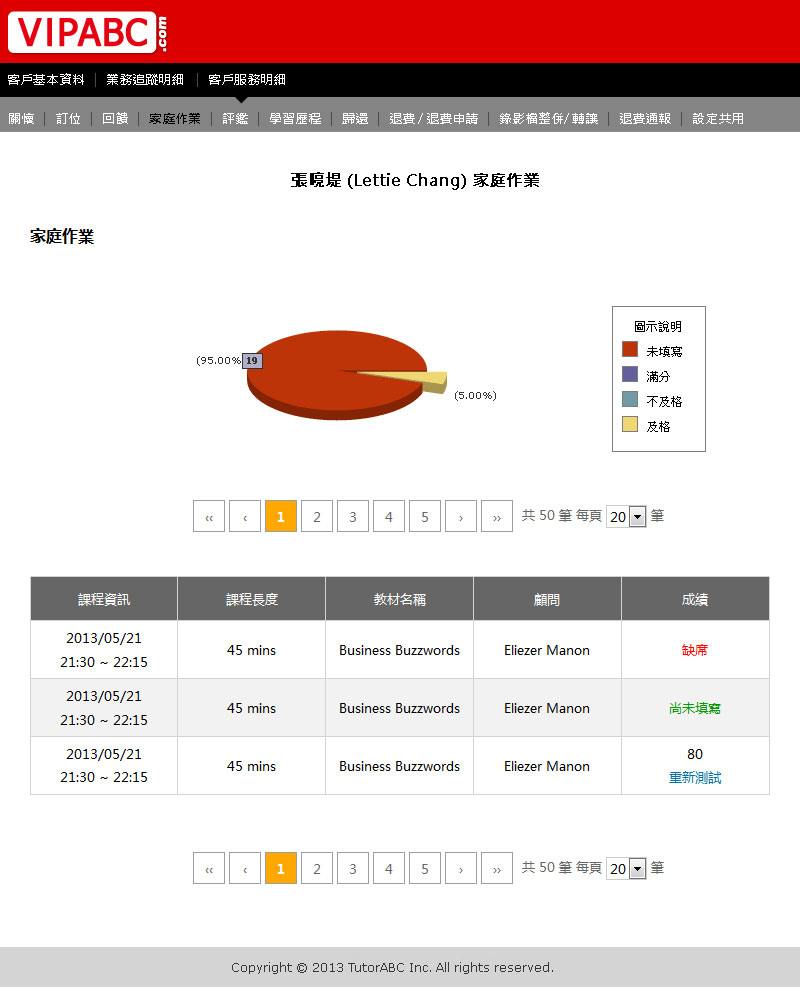 VIPABC.com
客戶基本資料 業務追蹤明細 客戶服務明細
關懷 訂位 回饋 家庭作業 評鑑 學習歷程 歸還 退費 / 退費申請 錄影檔整併/ 轉讓 退費通報 設定共用
張嘵堤 (Lettie Chang) 家庭作業
家庭作業
圖示說明
未填寫
滿分
不及格
及格
(95.00% 19
(5.00%)
‹‹ ‹ 1 2 3 4 5 › ›› 共 50 筆 每頁 20 筆
課程資訊 課程長度 教材名稱 顧問 成績
2013/05/21
21:30 ~ 22:15 45 mins Business Buzzwords Eliezer Manon 缺席
2013/05/21
21:30 ~ 22:15 45 mins Business Buzzwords Eliezer Manon 尚未填寫
2013/05/21 80
21:30 ~ 22:15 45 mins Business Buzzwords Eliezer Manon 重新測試
‹‹ ‹ 1 2 3 4 5 › ›› 共 50 筆 每頁 20 筆
Copyright © 2013 TutorABC Inc. All rights reserved.